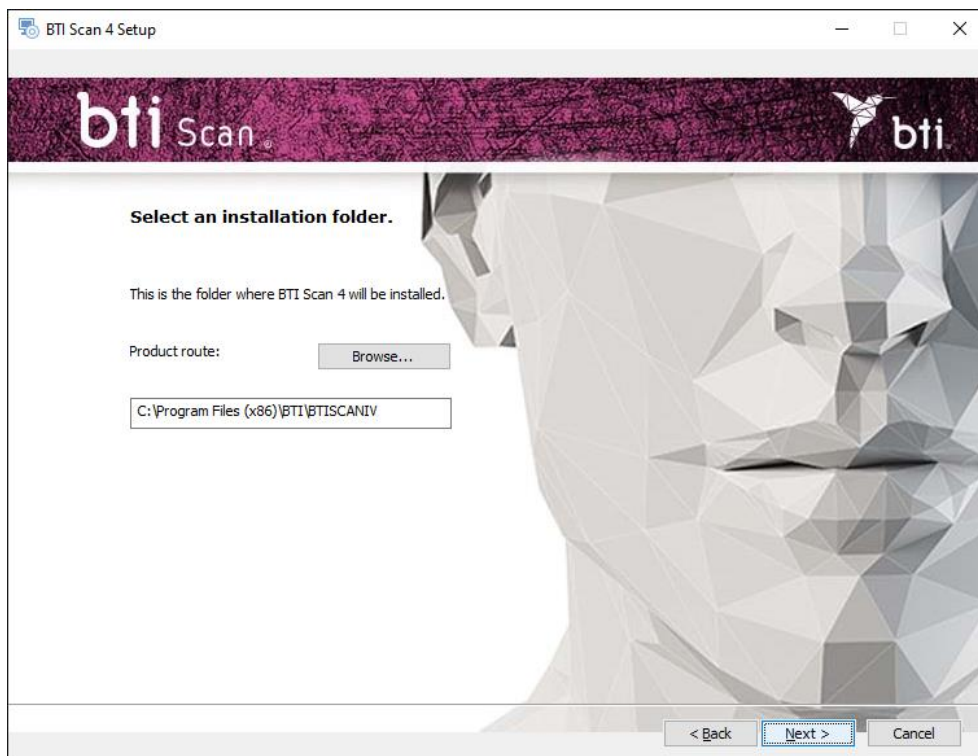 BTI Scan 4 Setup
bti Scan ®
bti
Select an installation folder.
This is the folder where BTI Scan 4 will be installed.
Product route:
Browse...
C:\Program Files (x86)\BTI\BTISCANIV
< Back
Next >
Cancel